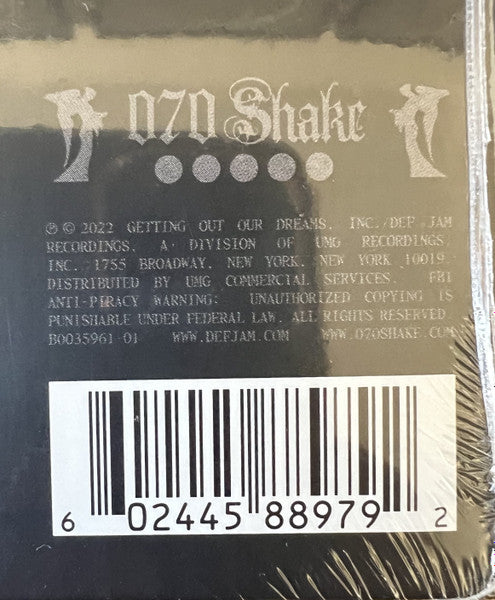 070 Shake
℗ © 2022 GETTING OUT OUR DREAMS, INC./DEF JAM
RECORDINGS, A DIVISION OF UMG RECORDINGS,
INC. 1755 BROADWAY, NEW YORK, NEW YORK 10019.
DISTRIBUTED BY UMG COMMERCIAL SERVICES. FBI
ANTI-PIRACY WARNING: UNAUTHORIZED COPYING IS
PUNISHABLE UNDER FEDERAL LAW. ALL RIGHTS RESERVED.
B0035961-01 WWW.DEFJAM.COM WWW.070SHAKE.COM
6 02445 88979 2